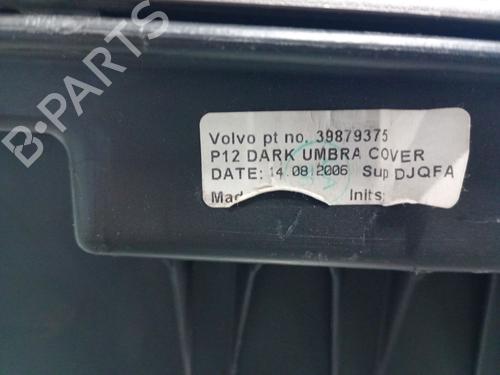 Volvo pt no. 39879375
P12 DARK UMBRA COVER
DATE: 14.08.2006 Sup DJQFA
Mad Inits
B-PARTS